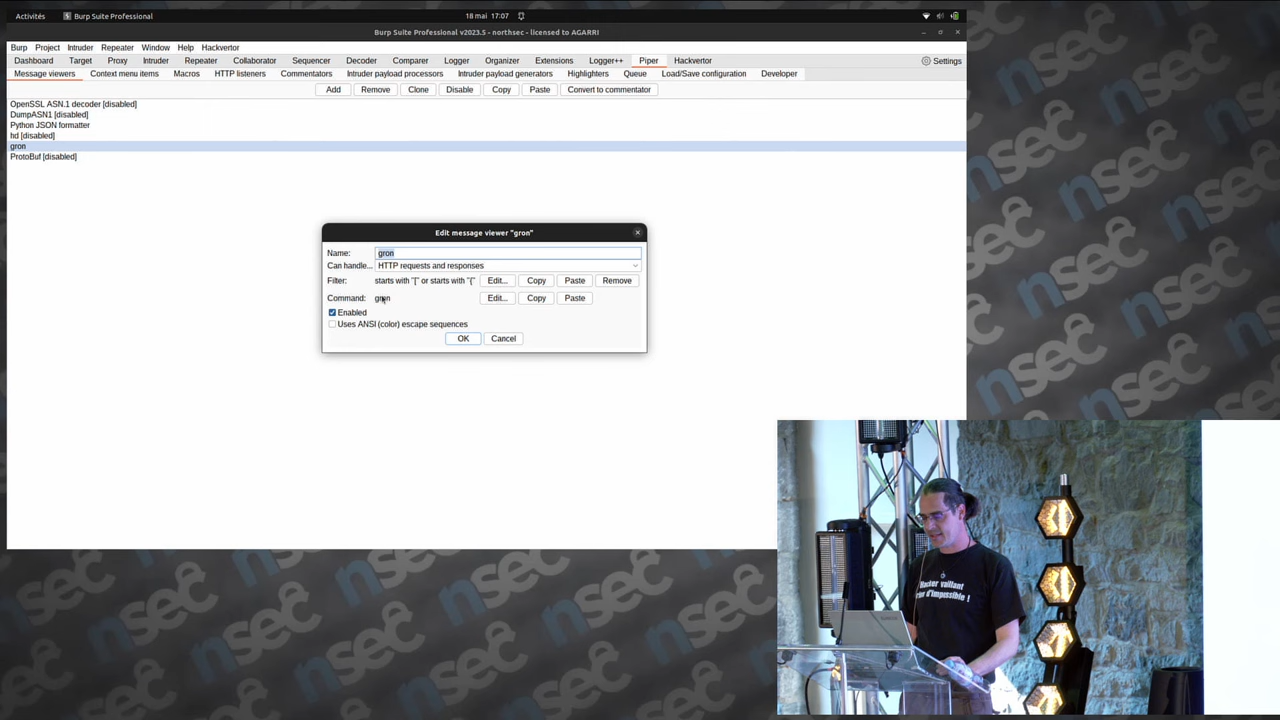 Activités Burp Suite Professional 18 mai 17:07
Burp Suite Professional v2023.5 - northsec - licensed to AGARRI
Burp Project Intruder Repeater Window Help Hackvertor
Dashboard Target Proxy Intruder Repeater Collaborator Sequencer Decoder Comparer Logger Organizer Extensions Logger++ Piper Hackvertor Settings
Message viewers Context menu items Macros HTTP listeners Commentators Intruder payload processors Intruder payload generators Highlighters Queue Load/Save configuration Developer
Add Remove Clone Disable Copy Paste Convert to commentator
OpenSSL ASN.1 decoder [disabled]
DumpASN1 [disabled]
Python JSON formatter
hd [disabled]
gron
ProtoBuf [disabled]
Edit message viewer "gron"
Name: gron
Can handle... HTTP requests and responses
Filter: starts with "[" or starts with "{" Edit... Copy Paste Remove
Command: gron Edit... Copy Paste
Enabled
Uses ANSI (color) escape sequences
OK Cancel
nsec
Hacker vaillant
d'impossible !